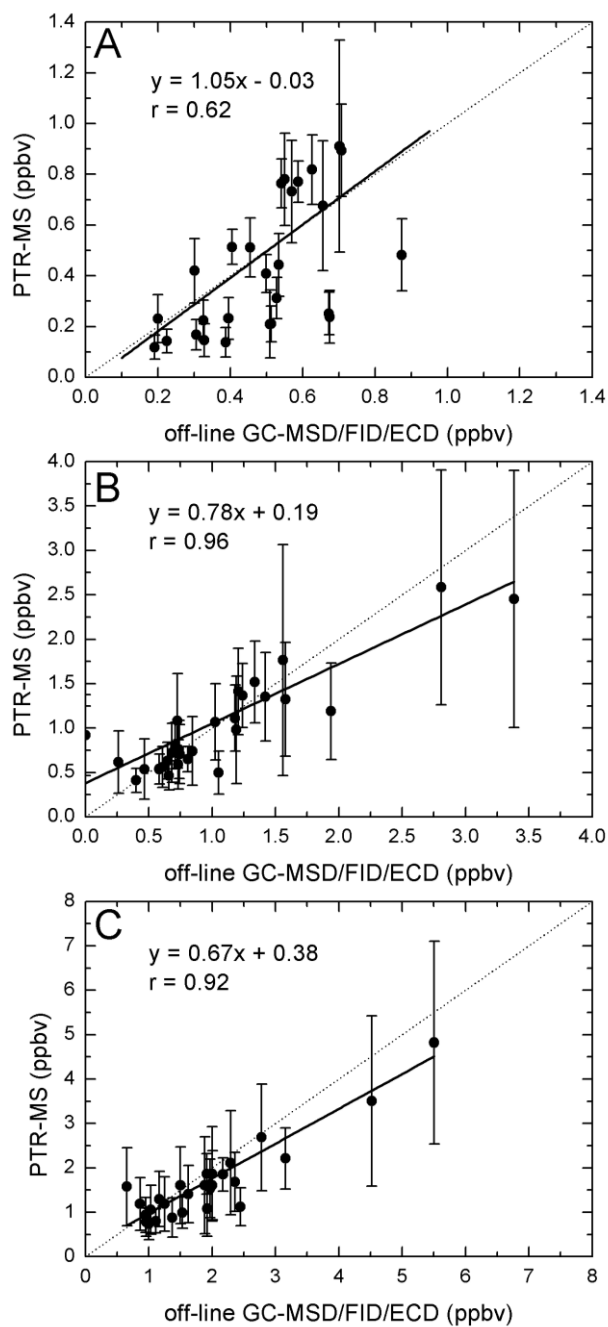 A
y = 1.05x - 0.03
r = 0.62
1.4
1.2
1.0
0.8
0.6
0.4
0.2
0.0
PTR-MS (ppbv)
0.0 0.2 0.4 0.6 0.8 1.0 1.2 1.4
off-line GC-MSD/FID/ECD (ppbv)
B
y = 0.78x + 0.19
r = 0.96
4.0
3.5
3.0
2.5
2.0
1.5
1.0
0.5
0.0
PTR-MS (ppbv)
0.0 0.5 1.0 1.5 2.0 2.5 3.0 3.5 4.0
off-line GC-MSD/FID/ECD (ppbv)
C
y = 0.67x + 0.38
r = 0.92
8
7
6
5
4
3
2
1
0
PTR-MS (ppbv)
0 1 2 3 4 5 6 7 8
off-line GC-MSD/FID/ECD (ppbv)